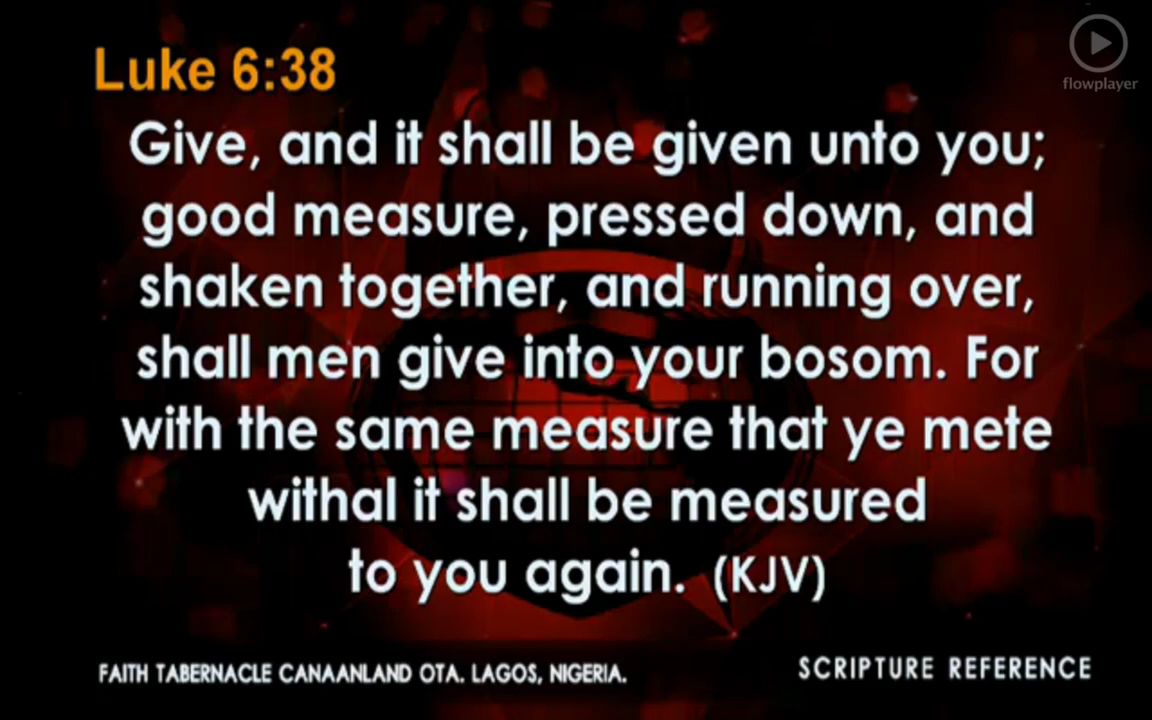 flowplayer
Luke 6:38
Give, and it shall be given unto you;
good measure, pressed down, and
shaken together, and running over,
shall men give into your bosom. For
with the same measure that ye mete
withal it shall be measured
to you again. (KJV)
FAITH TABERNACLE CANAANLAND OTA. LAGOS, NIGERIA.
SCRIPTURE REFERENCE